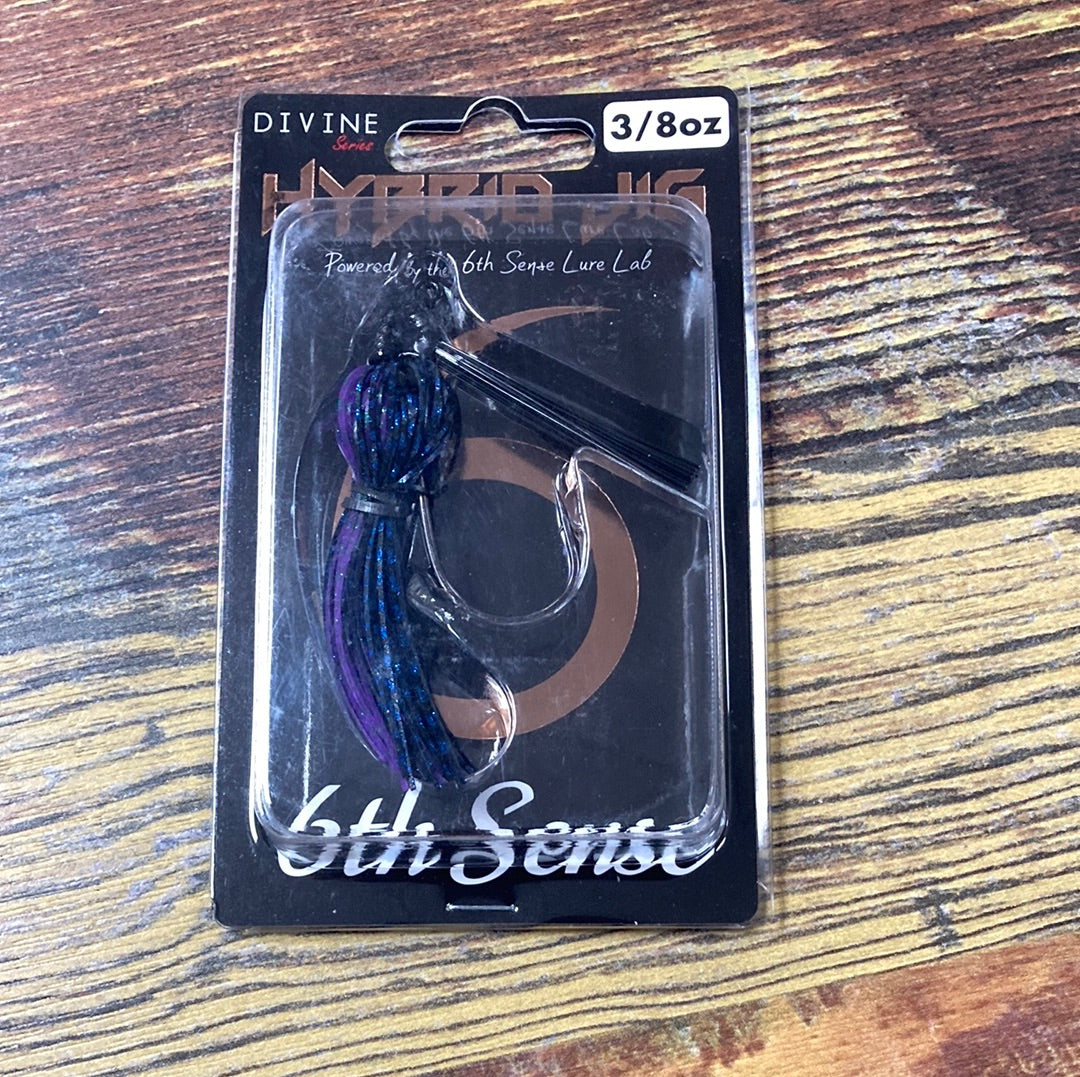 DIVINE
Series
3/8oz
HYBRID JIG
Powered by the 6th Sense Lure Lab
6th Sense